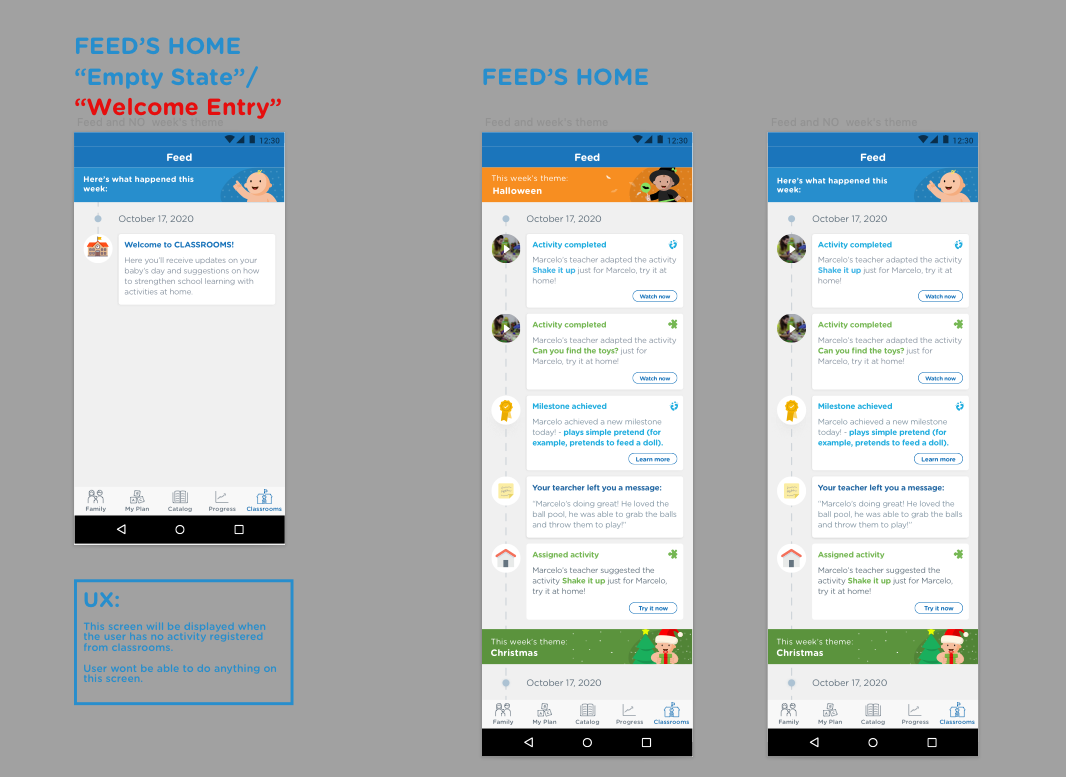 FEED'S HOME
“Empty State”/
“Welcome Entry”
Feed and NO week's theme
12:30
Feed
Here's what happened this
week:
October 17, 2020
Welcome to CLASSROOMS!
Here you'll receive updates on your
baby's day and suggestions on how
to strengthen school learning with
activities at home.
Family My Plan Catalog Progress Classrooms
UX:
This screen will be displayed when
the user has no activity registered
from classrooms.
User wont be able to do anything on
this screen.
FEED'S HOME
Feed and week's theme
12:30
Feed
This week's theme:
Halloween
October 17, 2020
Activity completed
Marcelo's teacher adapted the activity
Shake it up just for Marcelo, try it at
home!
Watch now
Activity completed
Marcelo's teacher adapted the activity
Can you find the toys? just for
Marcelo, try it at home!
Watch now
Milestone achieved
Marcelo achieved a new milestone
today! - plays simple pretend (for
example, pretends to feed a doll).
Learn more
Your tearcher left you a message:
“Marcelo's doing great! He loved the
ball pool, he was able to grab the balls
and throw them to play!”
Assigned activity
Marcelo's teacher suggested the
activity Shake it up just for Marcelo,
try it at home!
Try it now
This week's theme:
Christmas
October 17, 2020
Family My Plan Catalog Progress Classrooms
Feed and NO week's theme
12:30
Feed
Here's what happened this
week:
October 17, 2020
Activity completed
Marcelo's teacher adapted the activity
Shake it up just for Marcelo, try it at
home!
Watch now
Activity completed
Marcelo's teacher adapted the activity
Can you find the toys? just for
Marcelo, try it at home!
Watch now
Milestone achieved
Marcelo achieved a new milestone
today! - plays simple pretend (for
example, pretends to feed a doll).
Learn more
Your tearcher left you a message:
“Marcelo's doing great! He loved the
ball pool, he was able to grab the balls
and throw them to play!”
Assigned activity
Marcelo's teacher suggested the
activity Shake it up just for Marcelo,
try it at home!
Try it now
This week's theme:
Christmas
October 17, 2020
Family My Plan Catalog Progress Classrooms